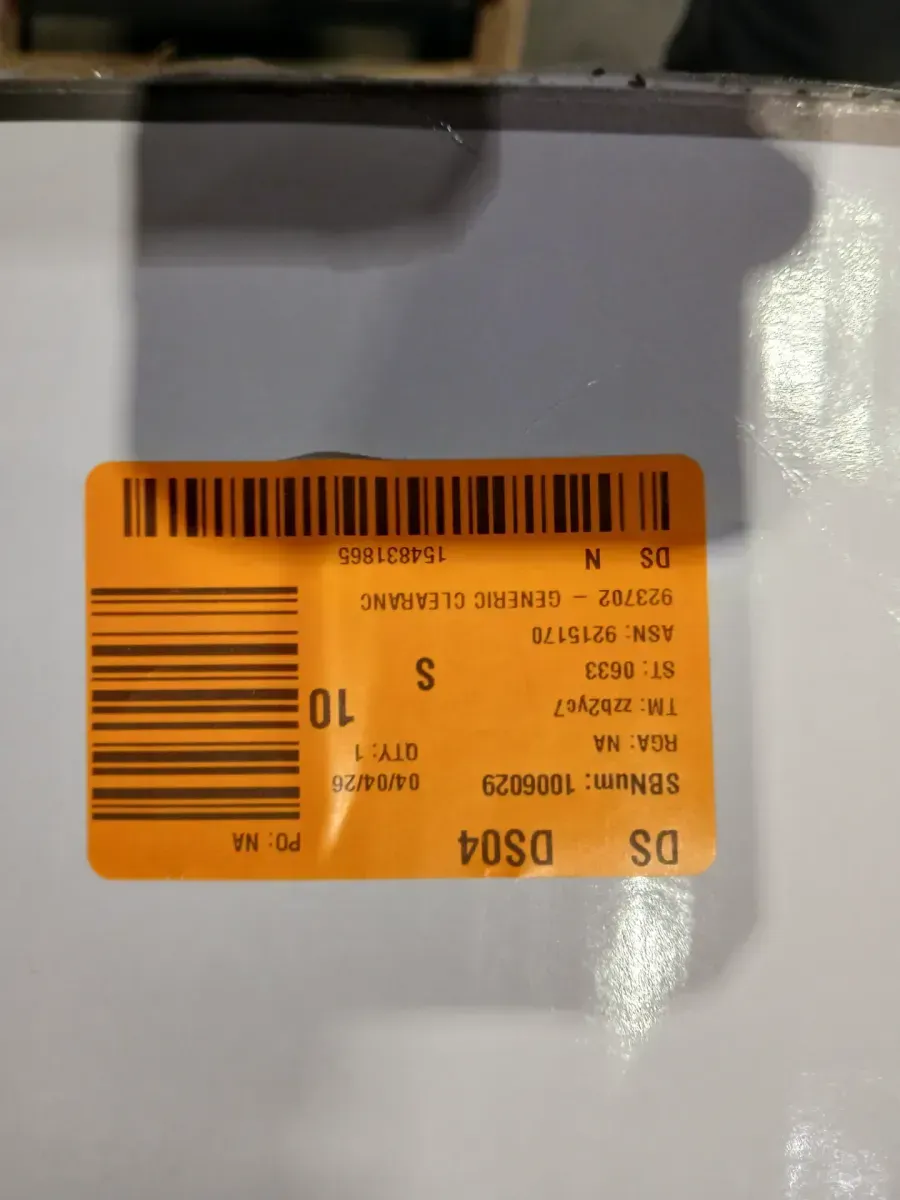 DS DS04 PO: NA
SBNum: 1006029 04/04/26
RGA: NA QTY: 1
TM: zzb2yc7 10
ST: 0633 S
ASN: 9215170
923702 - GENERIC CLEARANC
DS N 154831865